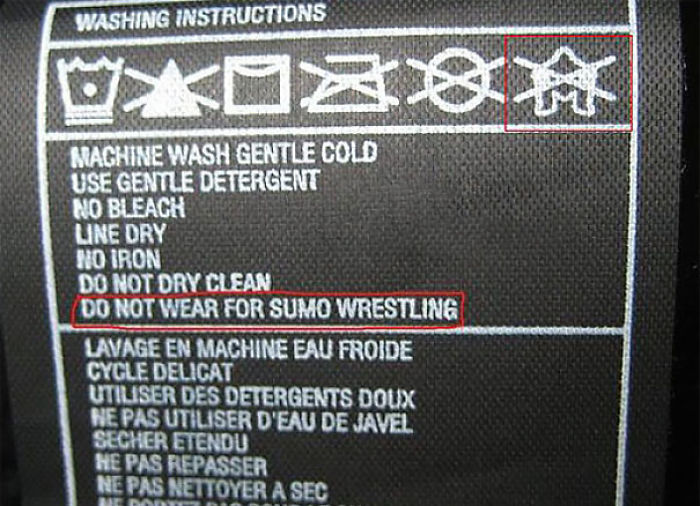 WASHING INSTRUCTIONS
MACHINE WASH GENTLE COLD
USE GENTLE DETERGENT
NO BLEACH
LINE DRY
NO IRON
DO NOT DRY CLEAN
DO NOT WEAR FOR SUMO WRESTLING
LAVAGE EN MACHINE EAU FROIDE
CYCLE DELICAT
UTILISER DES DETERGENTS DOUX
NE PAS UTILISER D'EAU DE JAVEL
SECHER ETENDU
NE PAS REPASSER
NE PAS NETTOYER A SEC